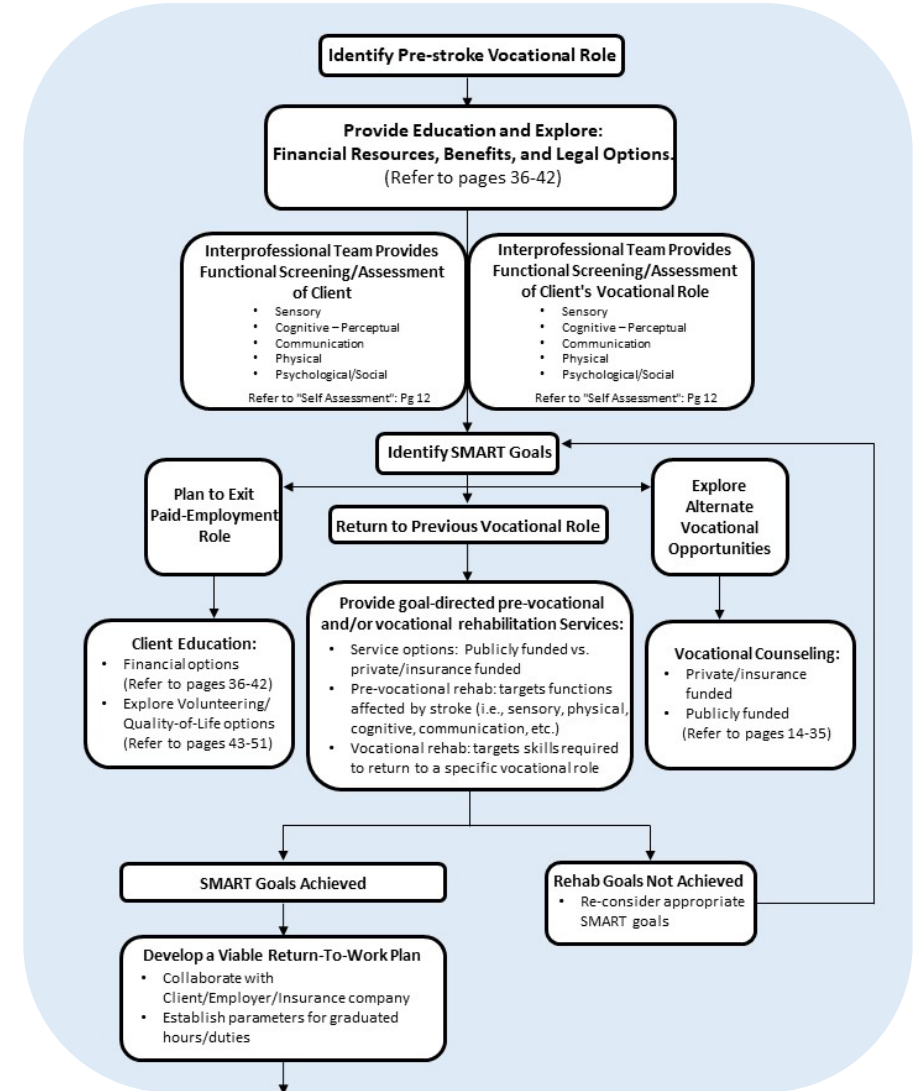 Identify Pre-stroke Vocational Role
Provide Education and Explore:
Financial Resources, Benefits, and Legal Options.
(Refer to pages 36-42)
Interprofessional Team Provides
Functional Screening/Assessment
of Client
• Sensory
• Cognitive – Perceptual
• Communication
• Physical
• Psychological/Social
Refer to "Self Assessment": Pg 12
Interprofessional Team Provides
Functional Screening/Assessment
of Client's Vocational Role
• Sensory
• Cognitive – Perceptual
• Communication
• Physical
• Psychological/Social
Refer to "Self Assessment": Pg 12
Identify SMART Goals
Plan to Exit
Paid-Employment
Role
Return to Previous Vocational Role
Explore
Alternate
Vocational
Opportunities
Client Education:
• Financial options
(Refer to pages 36-42)
• Explore Volunteering/
Quality-of-Life options
(Refer to pages 43-51)
Provide goal-directed pre-vocational
and/or vocational rehabilitation Services:
• Service options: Publicly funded vs.
private/insurance funded
• Pre-vocational rehab: targets functions
affected by stroke (i.e., sensory, physical,
cognitive, communication, etc.)
• Vocational rehab: targets skills required
to return to a specific vocational role
Vocational Counseling:
• Private/insurance
funded
• Publicly funded
(Refer to pages 14-35)
SMART Goals Achieved
Rehab Goals Not Achieved
• Re-consider appropriate
SMART goals
Develop a Viable Return-To-Work Plan
• Collaborate with
Client/Employer/Insurance company
• Establish parameters for graduated
hours/duties